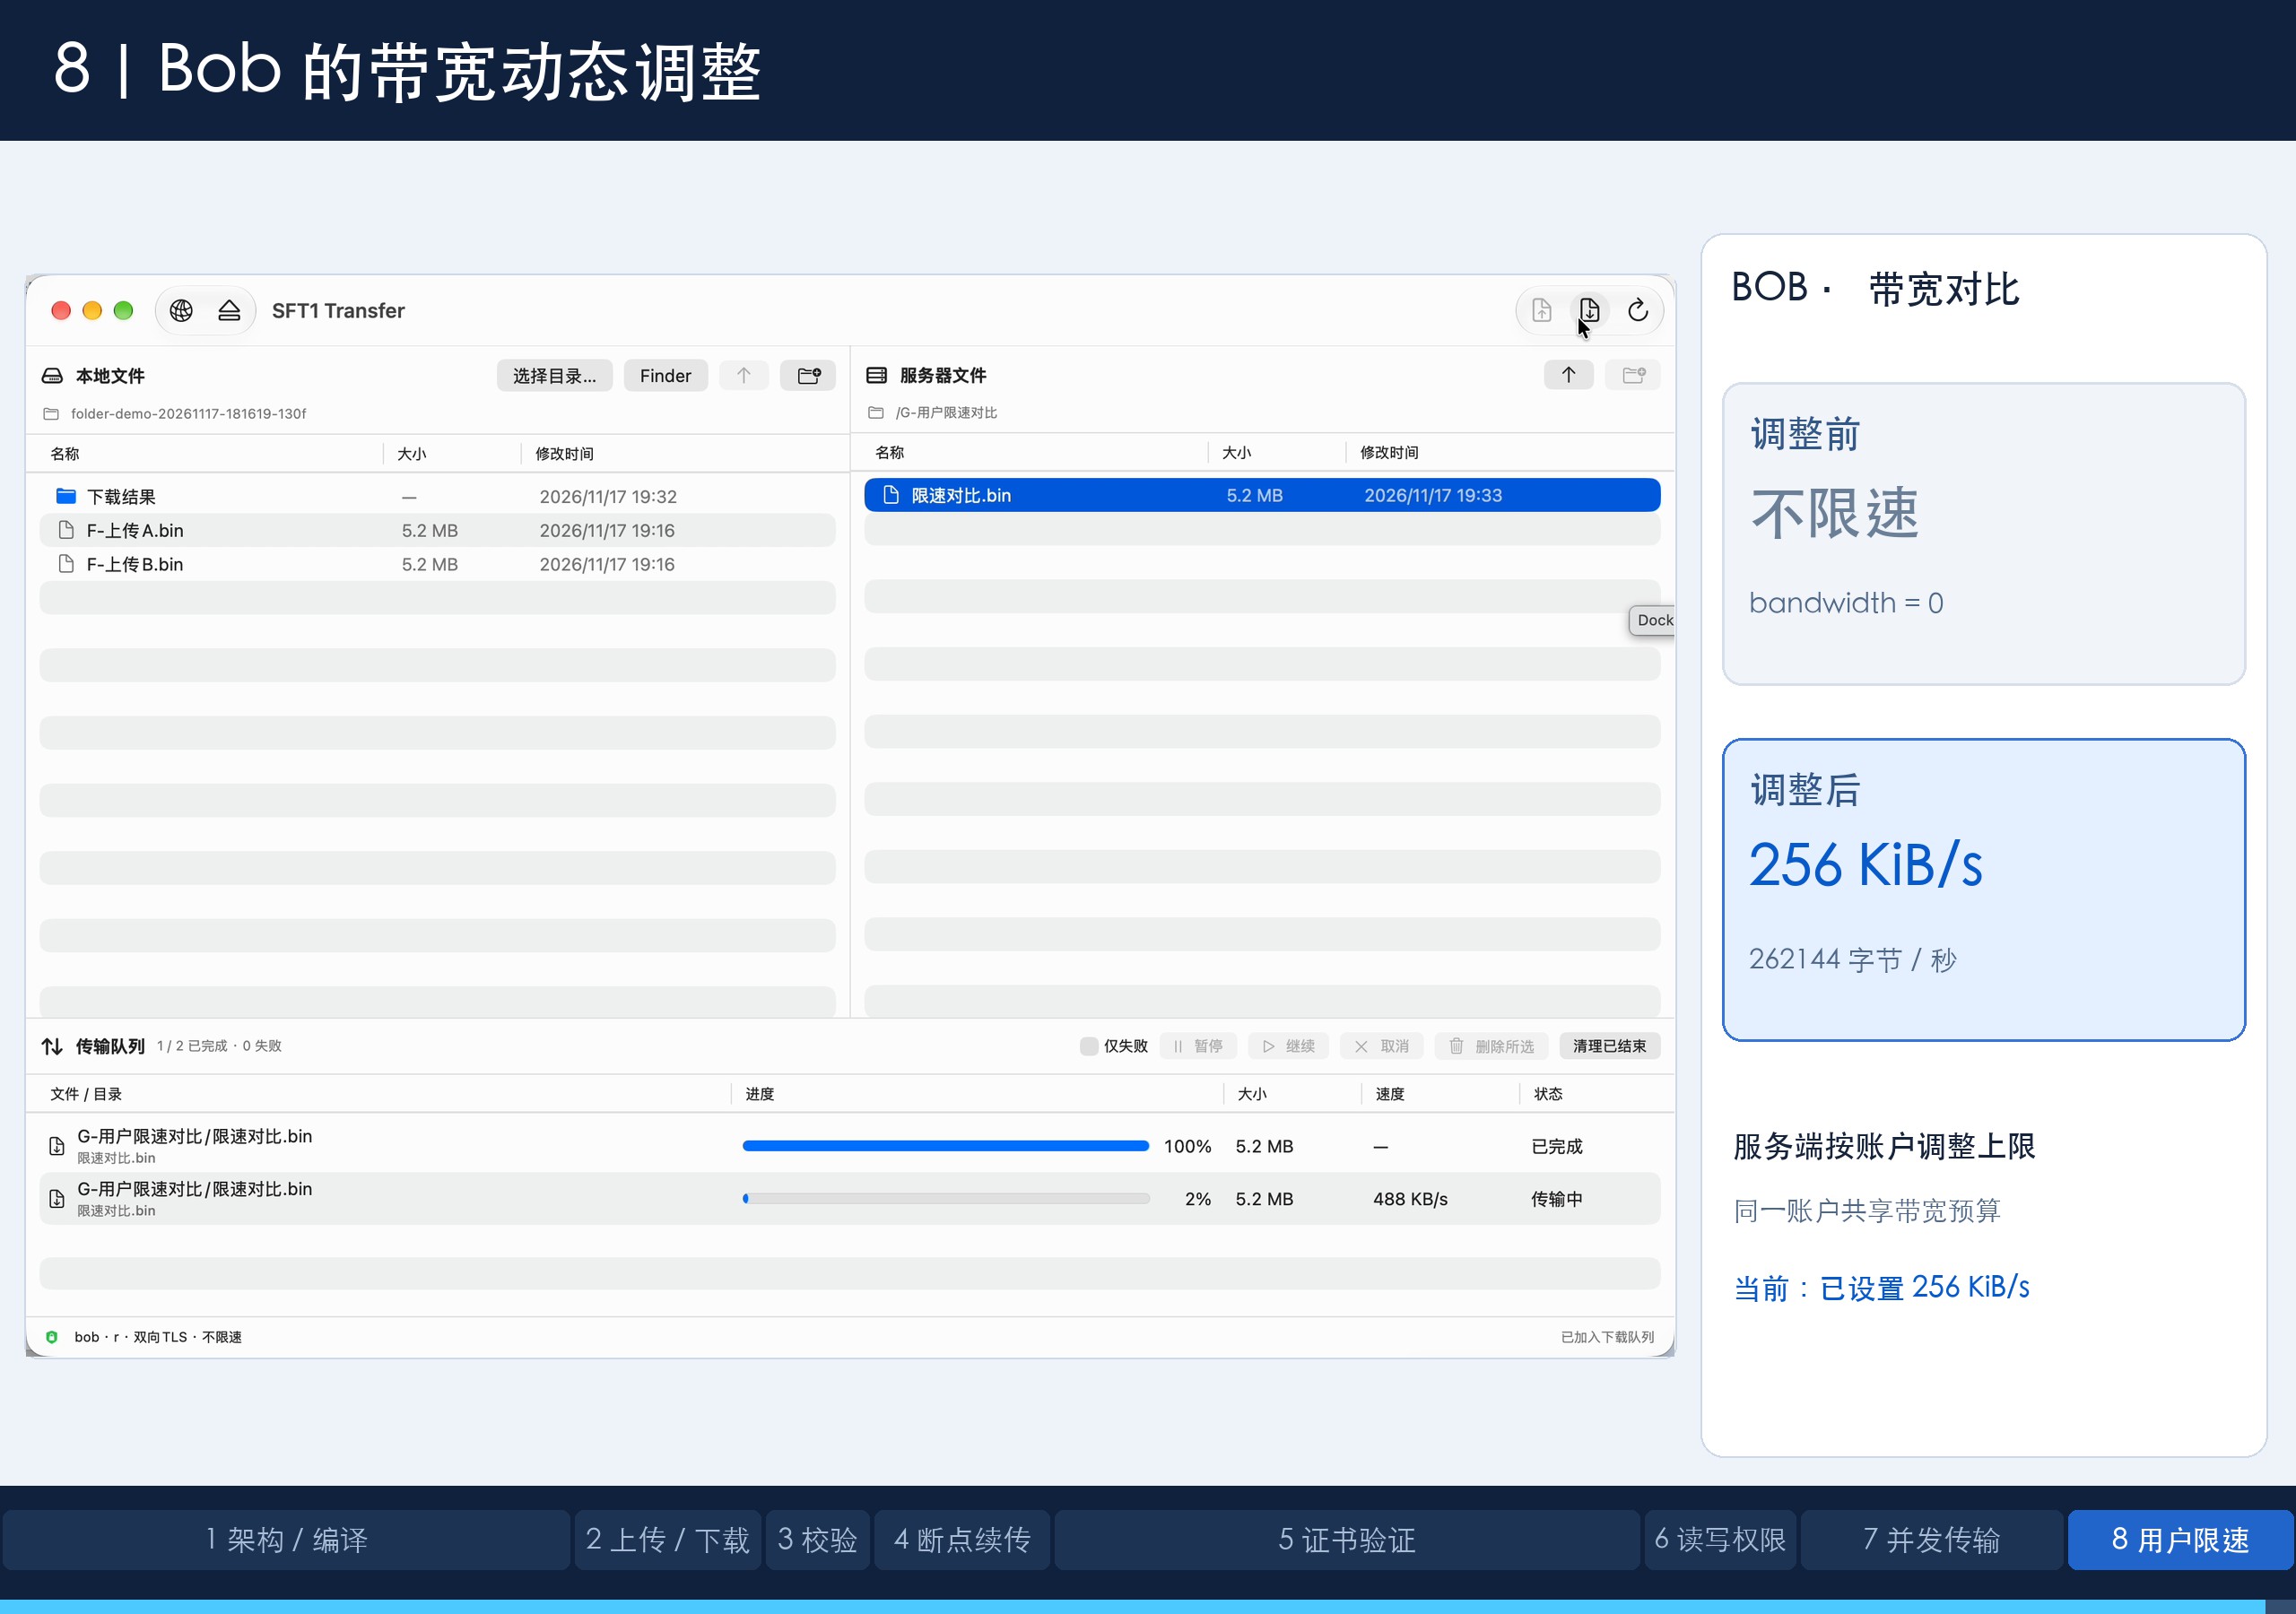 8 | Bob 的带宽动态调整
SFT1 Transfer
本地文件
选择目录...
Finder
folder-demo-20261117-181619-130f
名称 大小 修改时间
下载结果 — 2026/11/17 19:32
F-上传A.bin 5.2 MB 2026/11/17 19:16
F-上传B.bin 5.2 MB 2026/11/17 19:16
服务器文件
/G-用户限速对比
名称 大小 修改时间
限速对比.bin 5.2 MB 2026/11/17 19:33
Dock
传输队列 1 / 2 已完成 · 0 失败
仅失败 暂停 继续 取消 删除所选 清理已结束
文件 / 目录 进度 大小 速度 状态
G-用户限速对比/限速对比.bin 100% 5.2 MB — 已完成
限速对比.bin
G-用户限速对比/限速对比.bin 2% 5.2 MB 488 KB/s 传输中
限速对比.bin
bob · r · 双向TLS · 不限速
已加入下载队列
BOB · 带宽对比
调整前
不限速
bandwidth = 0
调整后
256 KiB/s
262144 字节 / 秒
服务端按账户调整上限
同一账户共享带宽预算
当前：已设置 256 KiB/s
1 架构 / 编译
2 上传 / 下载
3 校验
4 断点续传
5 证书验证
6 读写权限
7 并发传输
8 用户限速